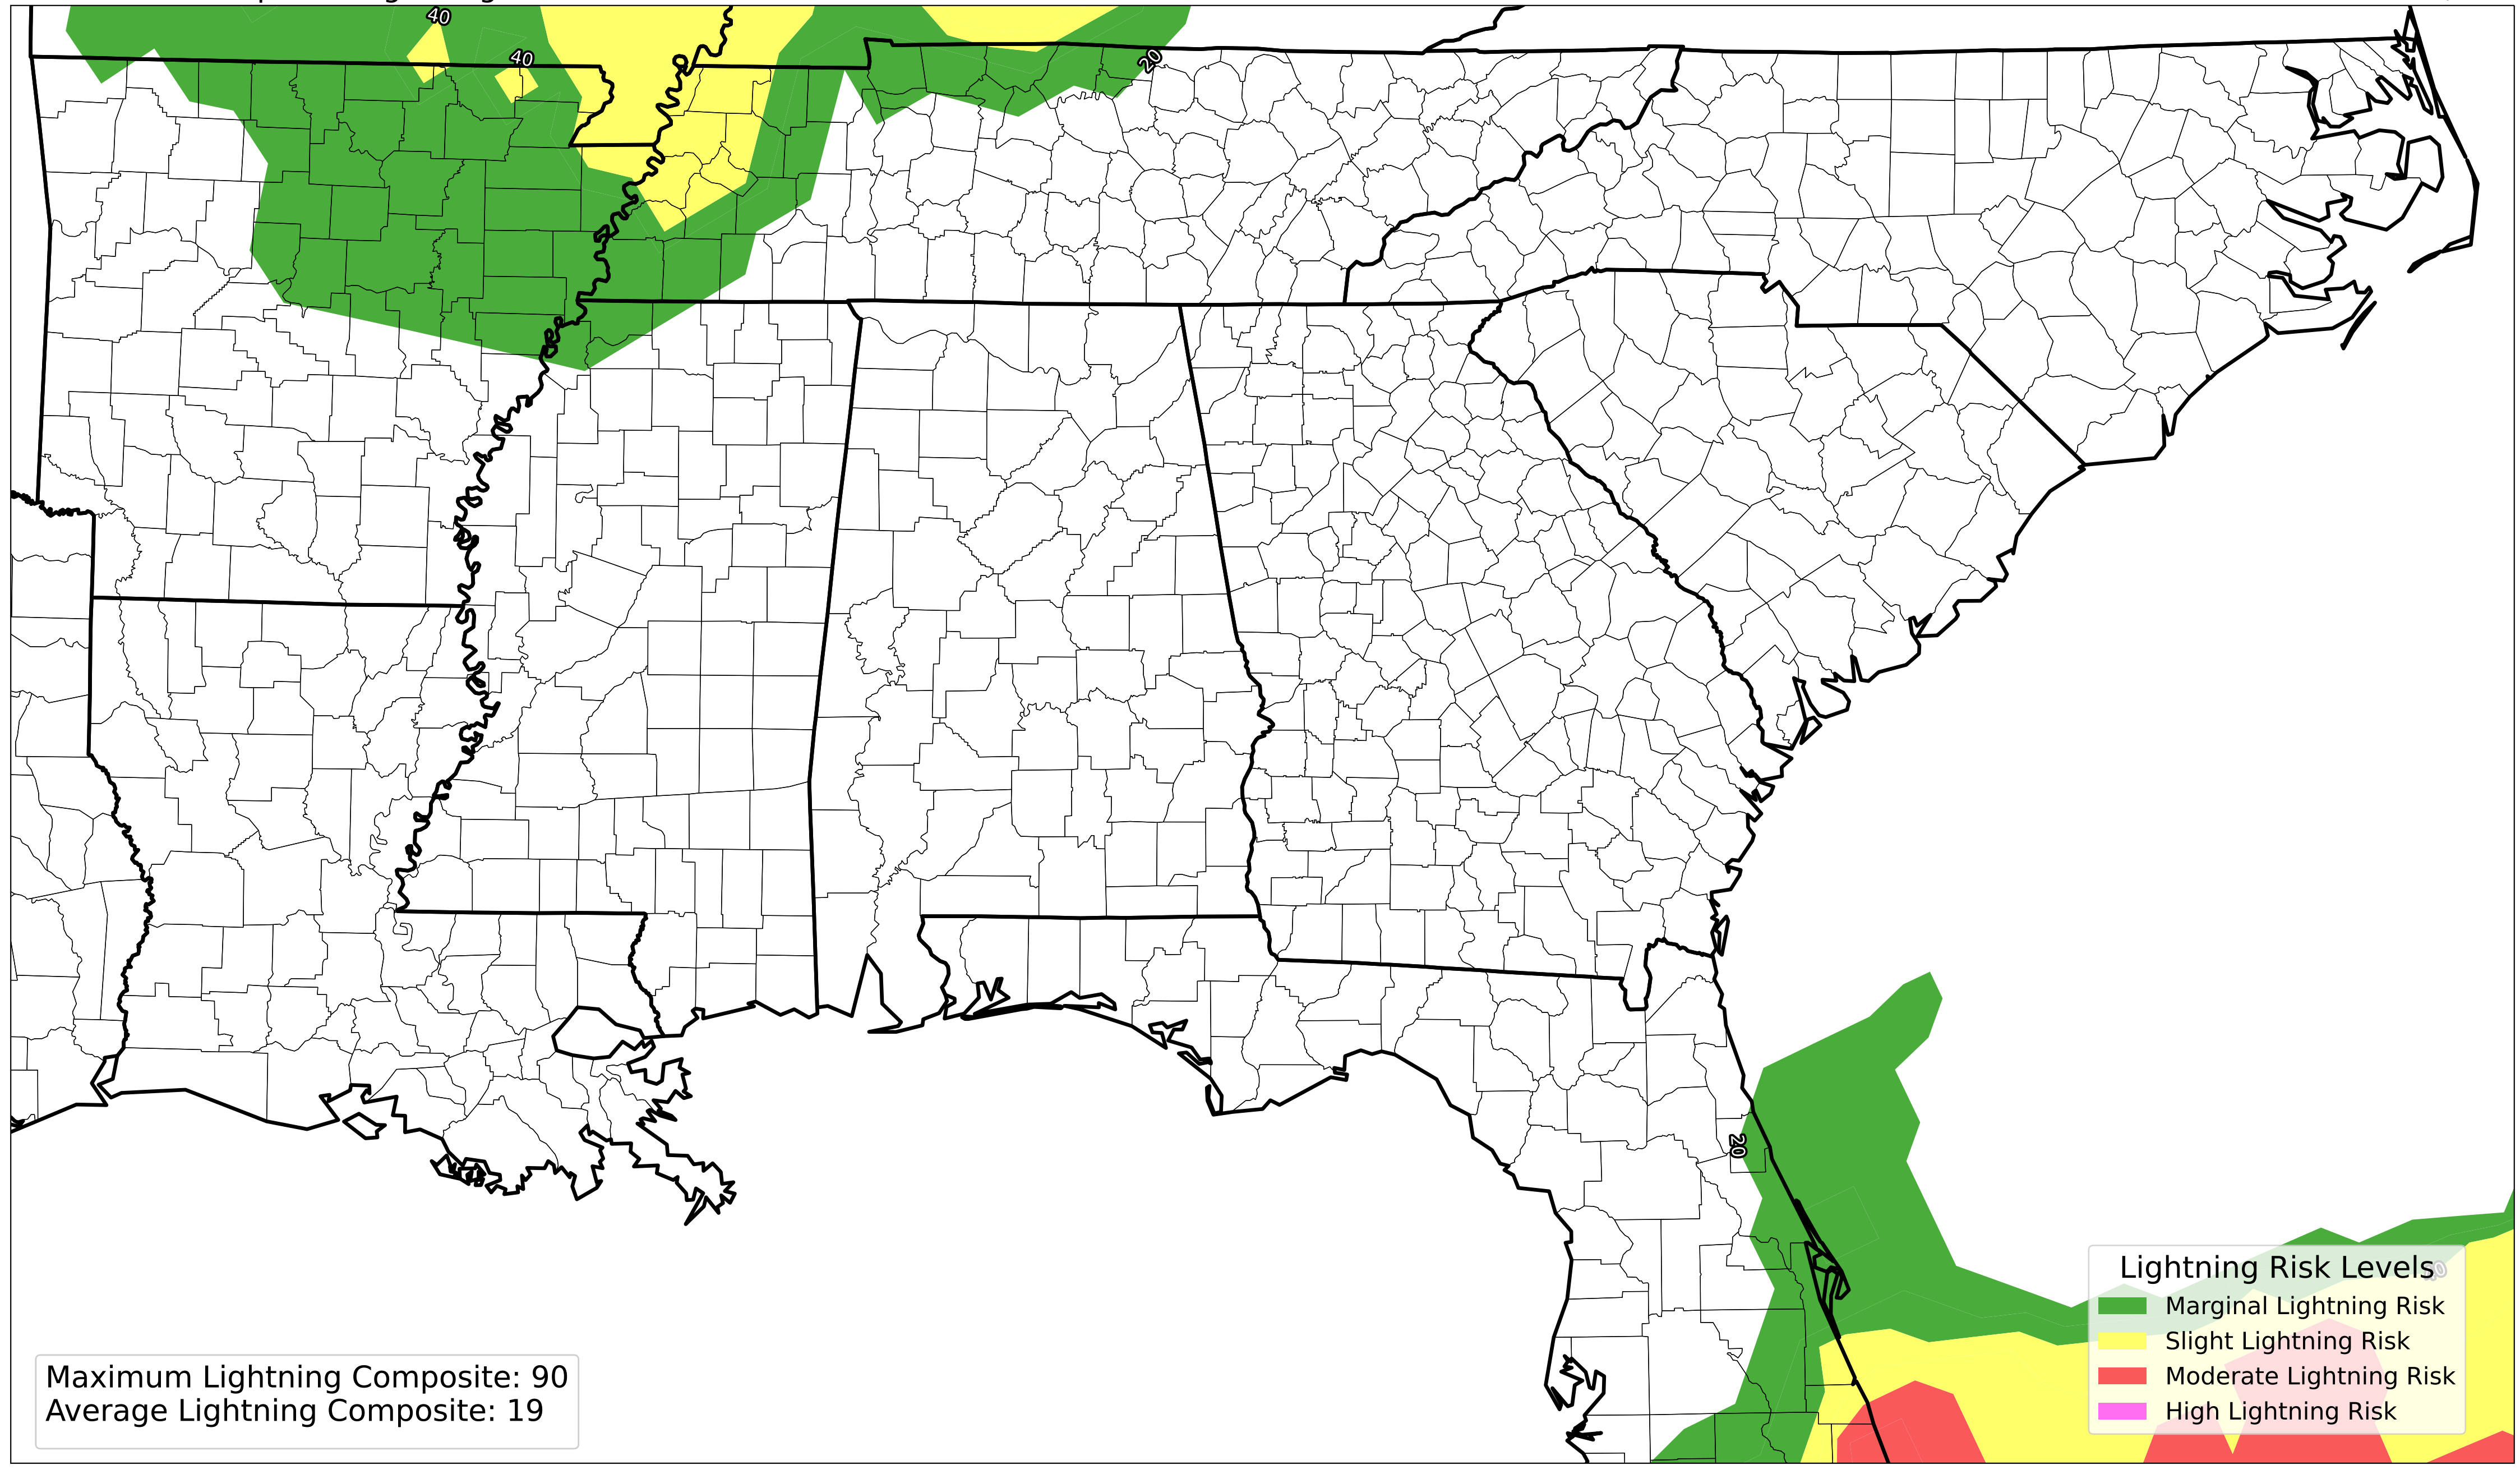 40
40
20
20
Lightning Risk Levels
Marginal Lightning Risk
Slight Lightning Risk
Moderate Lightning Risk
High Lightning Risk
Maximum Lightning Composite: 90
Average Lightning Composite: 19